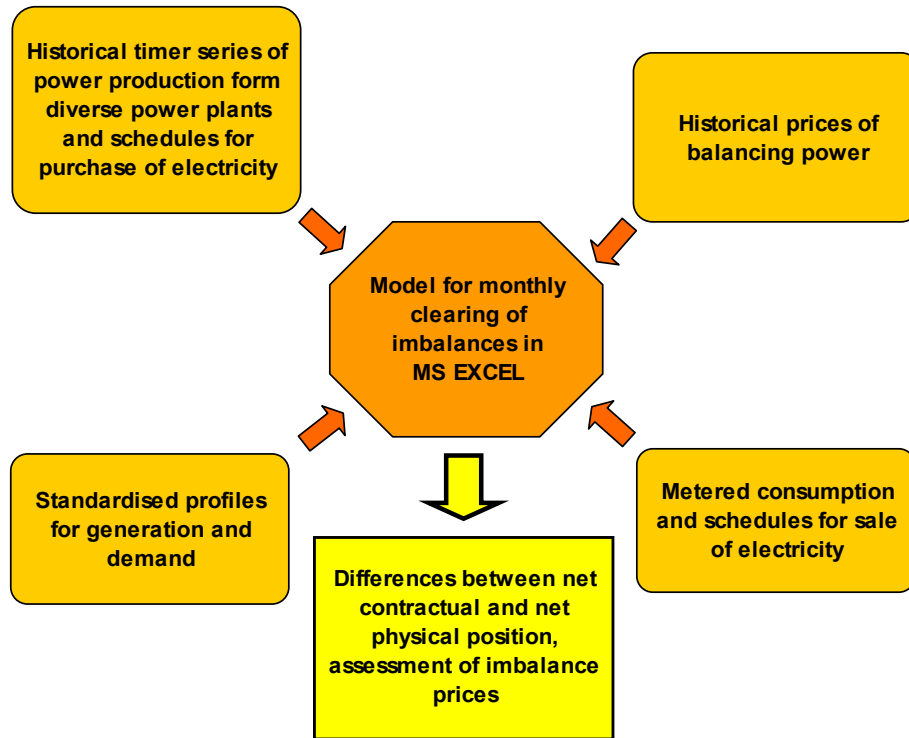 Historical timer series of
power production form
diverse power plants
and schedules for
purchase of electricity
Historical prices of
balancing power
Model for monthly
clearing of
imbalances in
MS EXCEL
Standardised profiles
for generation and
demand
Metered consumption
and schedules for sale
of electricity
Differences between net
contractual and net
physical position,
assessment of imbalance
prices